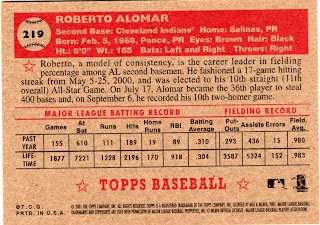 219
ROBERTO ALOMAR
Second Base: Cleveland Indians® Home: Salinas, PR
Born: Feb. 5, 1968, Ponce, PR Eyes: Brown Hair: Black
Ht.: 6'0" Wt.: 185 Bats: Left and Right Throws: Right
Roberto, a model of consistency, is the career leader in fielding
percentage among AL second basemen. He fashioned a 17-game hitting
streak from May 5-25, 2000, and was elected to his 10th straight (11th
overall) All-Star Game. On July 17, Alomar became the 36th player to steal
400 bases and, on September 6, he recorded his 10th two-homer game.
MAJOR LEAGUE BATTING RECORD FIELDING RECORD
Games At Bat Runs Hits Home Runs RBI Batting Average Put-Outs Assists Errors Field. Avg.
PAST YEAR 155 610 111 189 19 89 .310 293 436 15 .980
LIFE-TIME 1877 7221 1228 2196 170 918 .304 3587 5324 152 .983
TOPPS BASEBALL
© T.C.G.
PRTD. IN U.S.A.